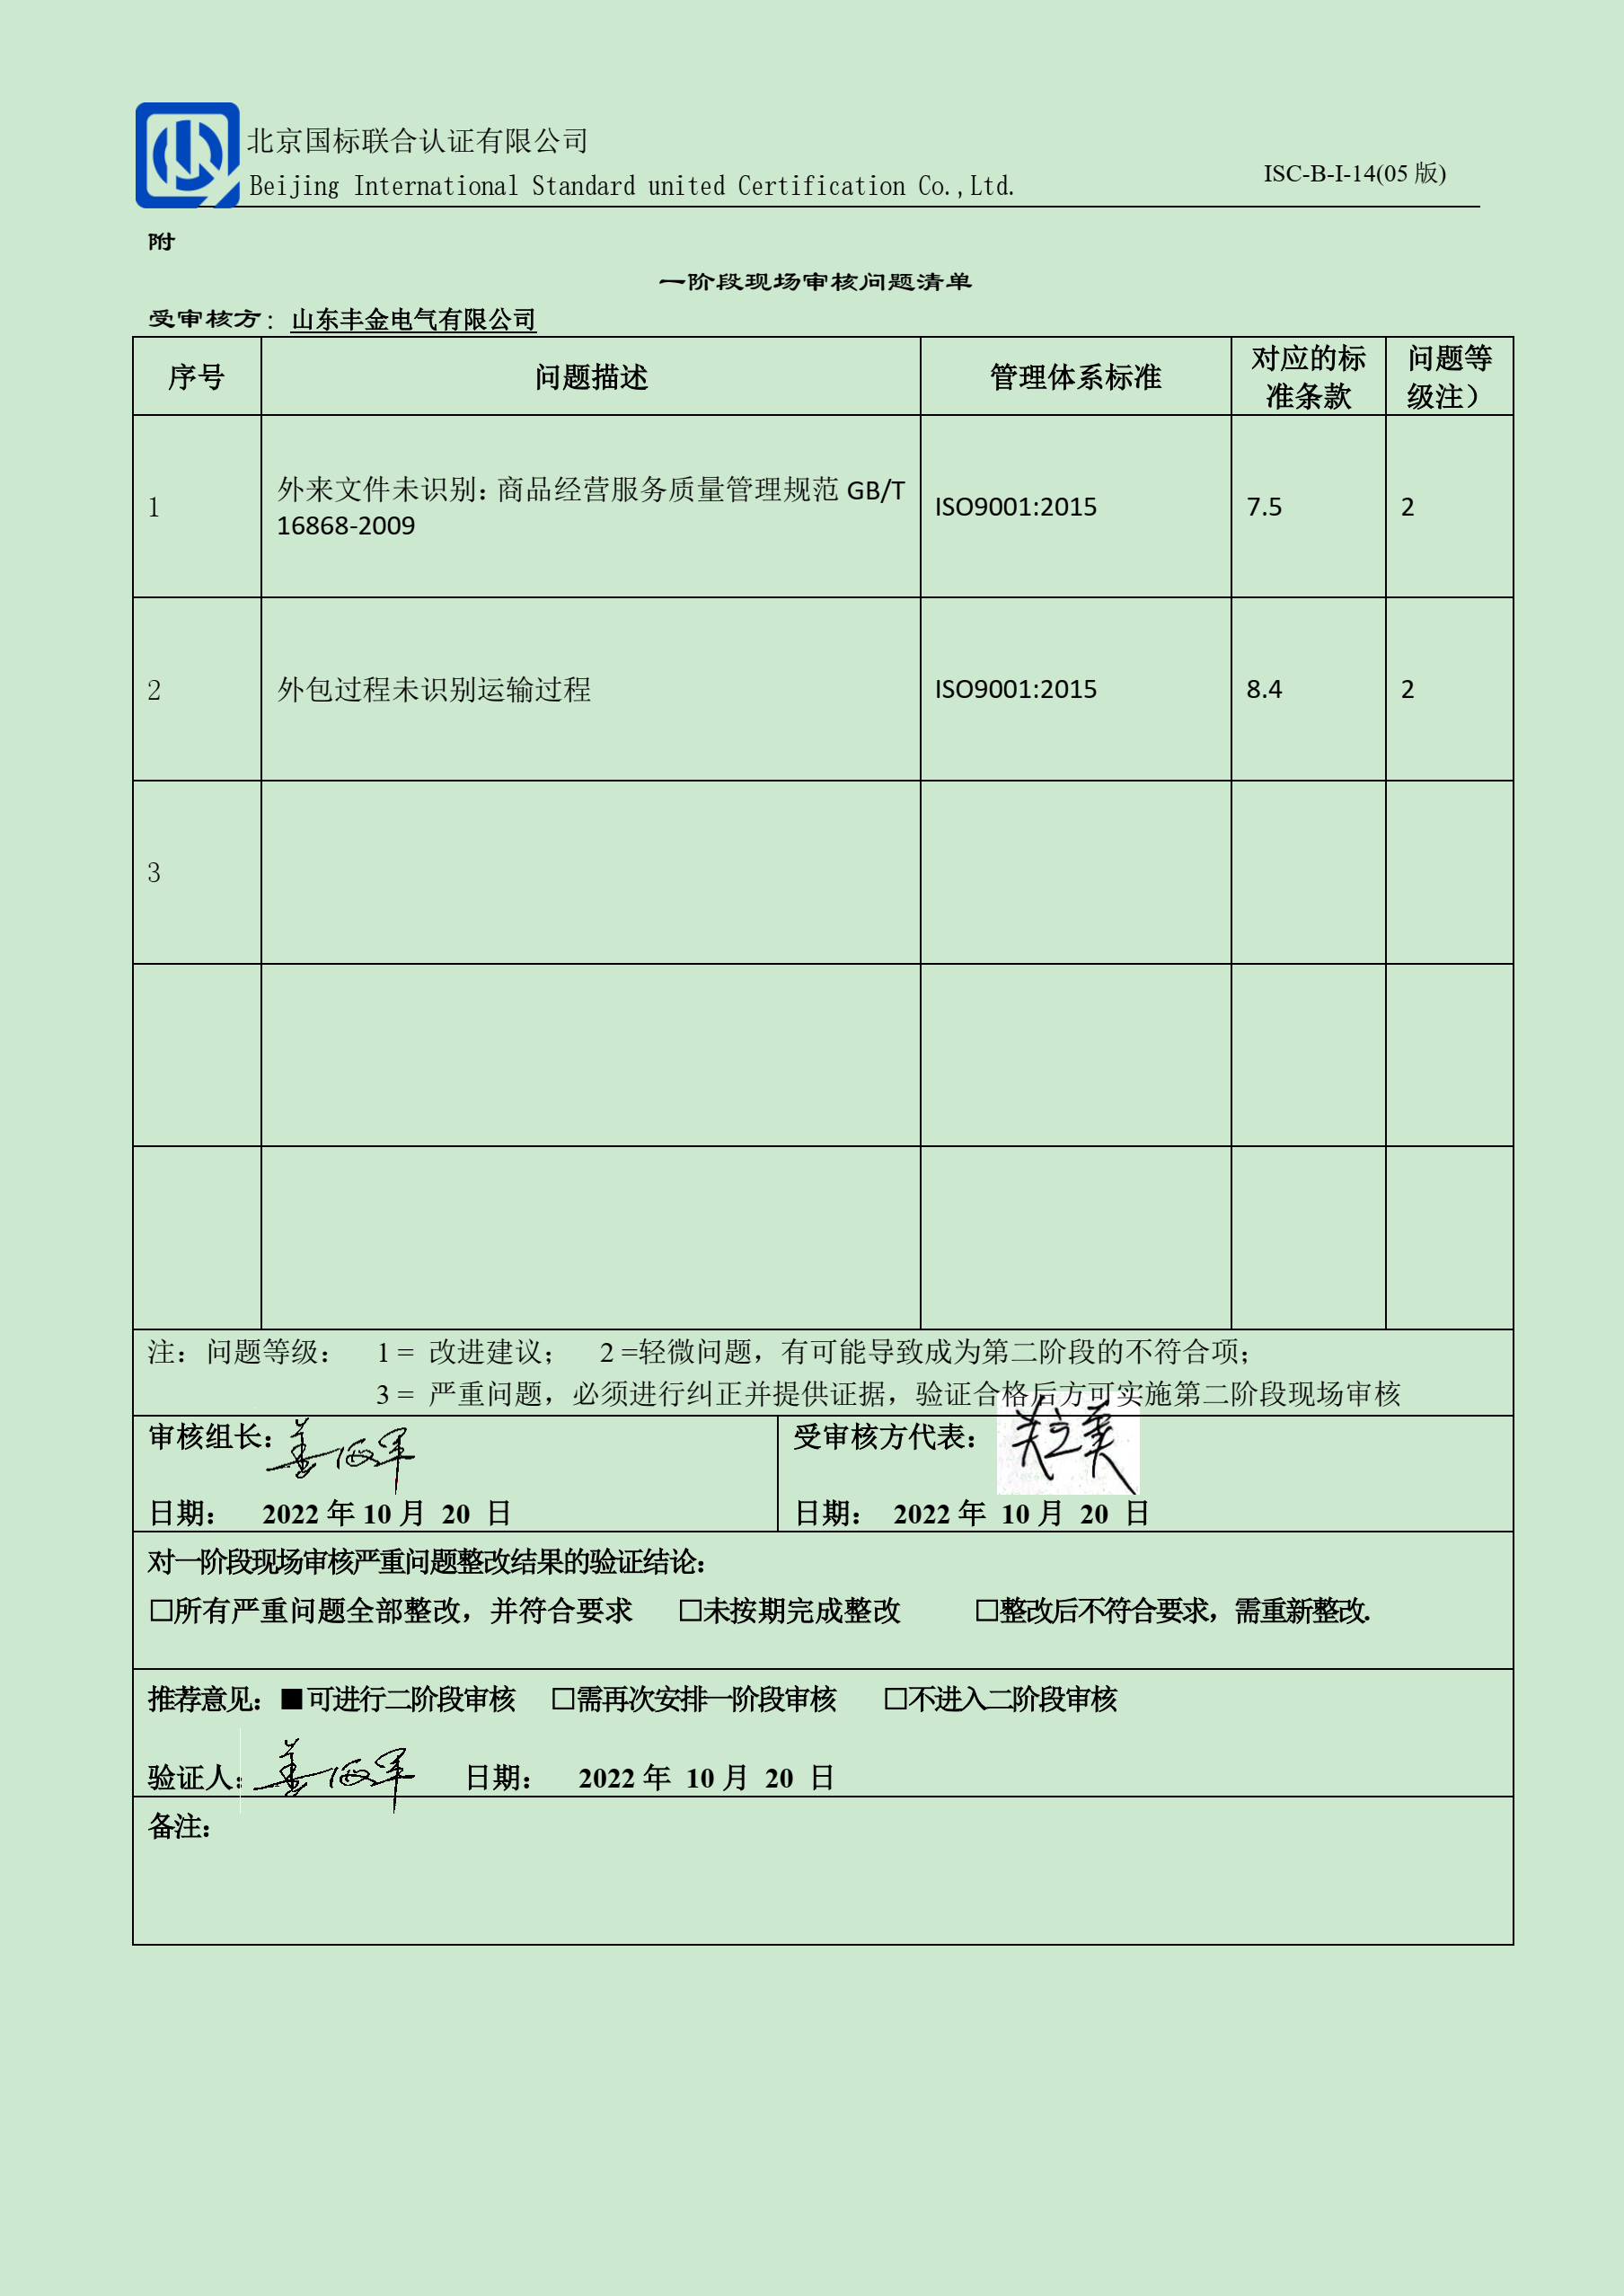 北京国标联合认证有限公司
Beijing International Standard united Certification Co.,Ltd.
ISC-B-I-14(05 版)
附
一阶段现场审核问题清单
受审核方：山东丰金电气有限公司
序号 问题描述 管理体系标准 对应的标准条款 问题等级注）
1 外来文件未识别：商品经营服务质量管理规范 GB/T 16868-2009 ISO9001:2015 7.5 2
2 外包过程未识别运输过程 ISO9001:2015 8.4 2
3
注：问题等级： 1 = 改进建议； 2 =轻微问题，有可能导致成为第二阶段的不符合项；
3 = 严重问题，必须进行纠正并提供证据，验证合格后方可实施第二阶段现场审核
审核组长： 受审核方代表：
日期： 2022 年 10 月 20 日 日期： 2022 年 10 月 20 日
对一阶段现场审核严重问题整改结果的验证结论：
□所有严重问题全部整改，并符合要求 □未按期完成整改 □整改后不符合要求，需重新整改.
推荐意见：■可进行二阶段审核 □需再次安排一阶段审核 □不进入二阶段审核
验证人： 日期： 2022 年 10 月 20 日
备注：